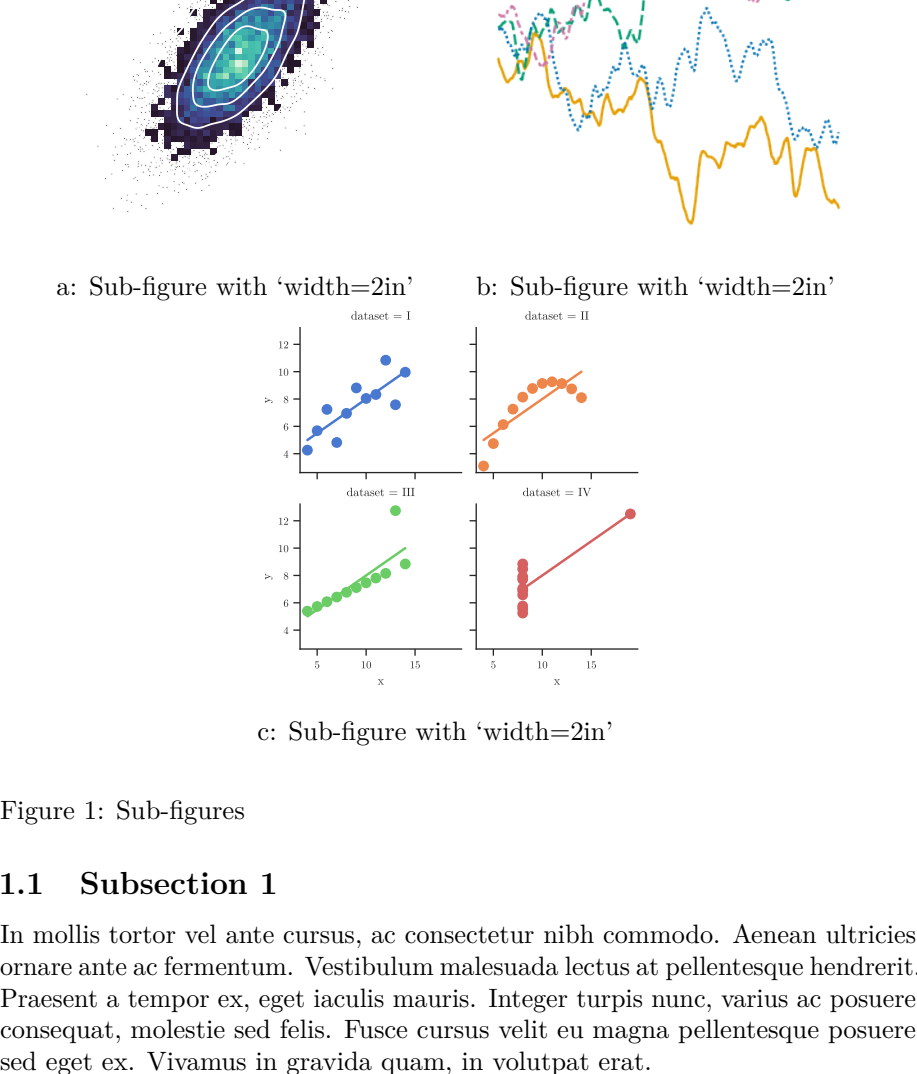 a: Sub-figure with ‘width=2in’
b: Sub-figure with ‘width=2in’
dataset = I
dataset = II
12
10
8
6
4
y
dataset = III
dataset = IV
12
10
8
6
4
y
5 10 15
5 10 15
x
x
c: Sub-figure with ‘width=2in’
Figure 1: Sub-figures
1.1 Subsection 1
In mollis tortor vel ante cursus, ac consectetur nibh commodo. Aenean ultricies
ornare ante ac fermentum. Vestibulum malesuada lectus at pellentesque hendrerit.
Praesent a tempor ex, eget iaculis mauris. Integer turpis nunc, varius ac posuere
consequat, molestie sed felis. Fusce cursus velit eu magna pellentesque posuere
sed eget ex. Vivamus in gravida quam, in volutpat erat.